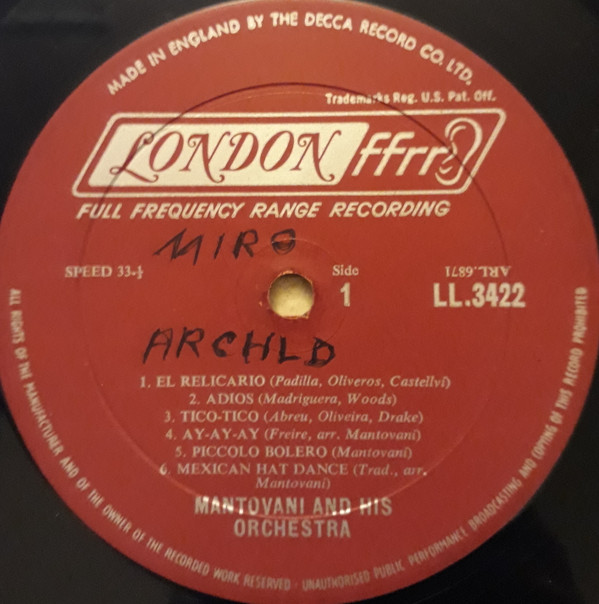 MADE IN ENGLAND BY THE DECCA RECORD CO. LTD.
Trademarks Reg. U.S. Pat. Off.
LONDON ffrr
FULL FREQUENCY RANGE RECORDING
MIRO
SPEED 33-⅓
Side
1
ARL.6871
LL.3422
ARCHLD
1. EL RELICARIO (Padilla, Oliveros, Castellví)
2. ADIOS (Madriguera, Woods)
3. TICO-TICO (Abreu, Oliveira, Drake)
4. AY-AY-AY (Freire, arr. Mantovani)
5. PICCOLO BOLERO (Mantovani)
6. MEXICAN HAT DANCE (Trad., arr.
Mantovani)
MANTOVANI AND HIS
ORCHESTRA
ALL RIGHTS OF THE MANUFACTURER AND OF THE OWNER OF THE RECORDED WORK RESERVED · UNAUTHORISED PUBLIC PERFORMANCE BROADCASTING AND COPYING OF THIS RECORD PROHIBITED